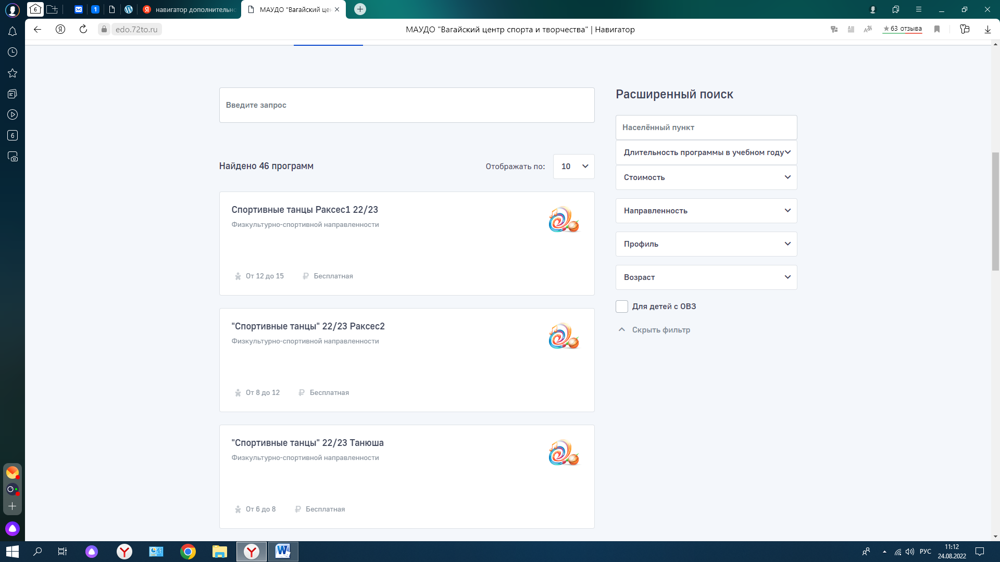 6
1
навигатор дополнительно
МАУДО "Вагайский цен
edo.72to.ru
МАУДО "Вагайский центр спорта и творчества" | Навигатор
★ 63 отзыва
6
Введите запрос
Найдено 46 программ
Отображать по:
10
Спортивные танцы Раксес1 22/23
Физкультурно-спортивной направленности
От 12 до 15
Бесплатная
"Спортивные танцы" 22/23 Раксес2
Физкультурно-спортивной направленности
От 8 до 12
Бесплатная
"Спортивные танцы" 22/23 Танюша
Физкультурно-спортивной направленности
От 6 до 8
Бесплатная
Расширенный поиск
Населённый пункт
Длительность программы в учебном году
Стоимость
Направленность
Профиль
Возраст
Для детей с ОВЗ
Скрыть фильтр
РУС
11:12
24.08.2022